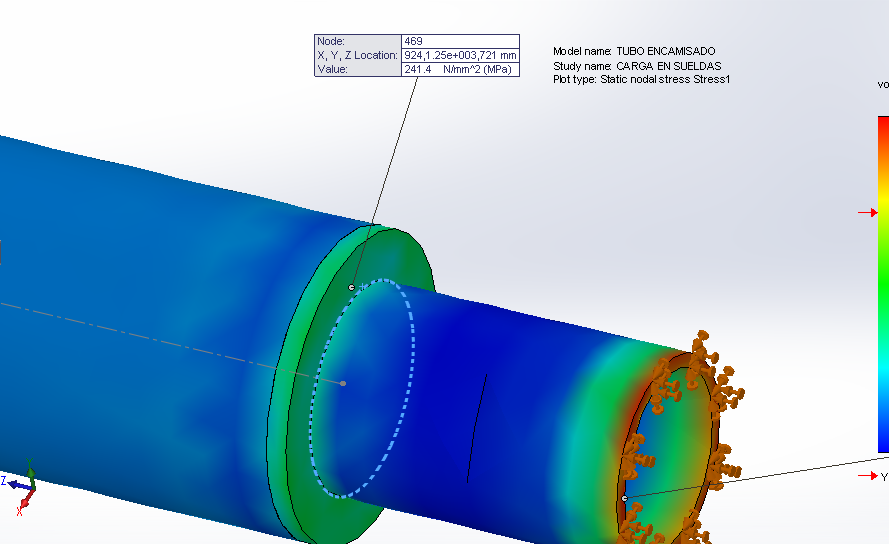 Node: 469
X, Y, Z Location: 924,1.25e+003,721 mm
Value: 241.4 N/mm^2 (MPa)
Model name: TUBO ENCAMISADO
Study name: CARGA EN SUELDAS
Plot type: Static nodal stress Stress1
vo
Y
Y
Z
X